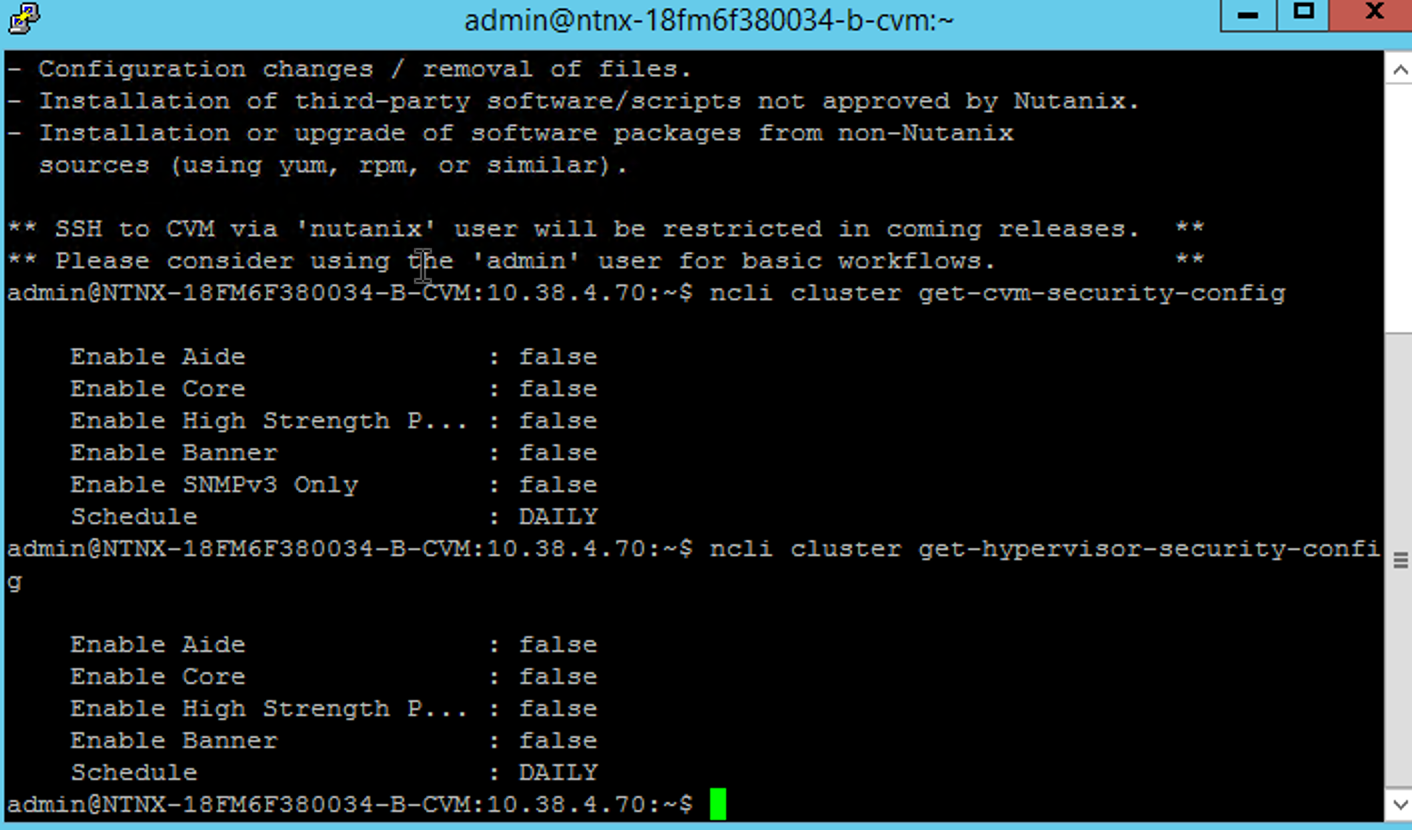 admin@ntnx-18fm6f380034-b-cvm:~
- Configuration changes / removal of files.
- Installation of third-party software/scripts not approved by Nutanix.
- Installation or upgrade of software packages from non-Nutanix
  sources (using yum, rpm, or similar).
** SSH to CVM via 'nutanix' user will be restricted in coming releases.  **
** Please consider using the 'admin' user for basic workflows.           **
admin@NTNX-18FM6F380034-B-CVM:10.38.4.70:~$ ncli cluster get-cvm-security-config
    Enable Aide               : false
    Enable Core               : false
    Enable High Strength P... : false
    Enable Banner             : false
    Enable SNMPv3 Only        : false
    Schedule                  : DAILY
admin@NTNX-18FM6F380034-B-CVM:10.38.4.70:~$ ncli cluster get-hypervisor-security-confi
g
    Enable Aide               : false
    Enable Core               : false
    Enable High Strength P... : false
    Enable Banner             : false
    Schedule                  : DAILY
admin@NTNX-18FM6F380034-B-CVM:10.38.4.70:~$